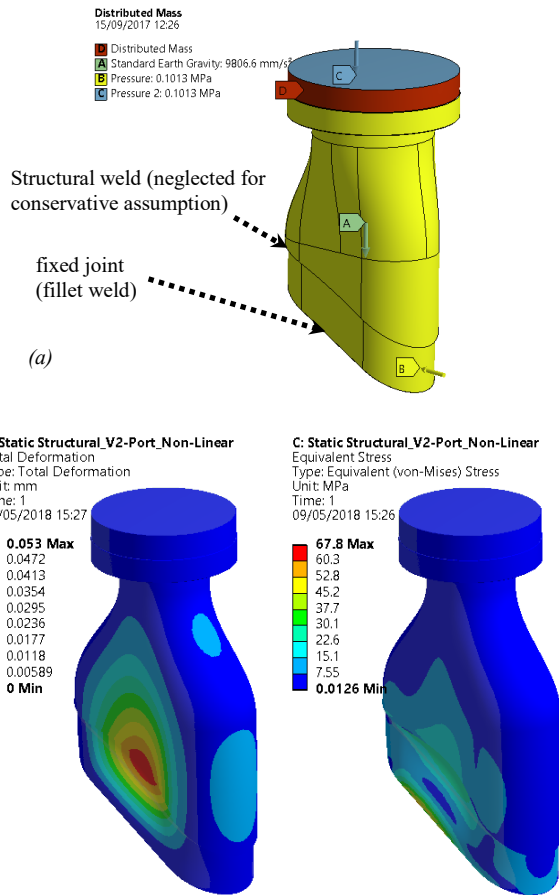 Distributed Mass
15/09/2017 12:26
D Distributed Mass
A Standard Earth Gravity: 9806.6 mm/s²
B Pressure: 0.1013 MPa
C Pressure 2: 0.1013 MPa
C
D
Structural weld (neglected for
conservative assumption)
A
fixed joint
(fillet weld)
(a)
B
Static Structural_V2-Port_Non-Linear
tal Deformation
pe: Total Deformation
it: mm
ne: 1
/05/2018 15:27
0.053 Max
0.0472
0.0413
0.0354
0.0295
0.0236
0.0177
0.0118
0.00589
0 Min
C: Static Structural_V2-Port_Non-Linear
Equivalent Stress
Type: Equivalent (von-Mises) Stress
Unit: MPa
Time: 1
09/05/2018 15:26
67.8 Max
60.3
52.8
45.2
37.7
30.1
22.6
15.1
7.55
0.0126 Min